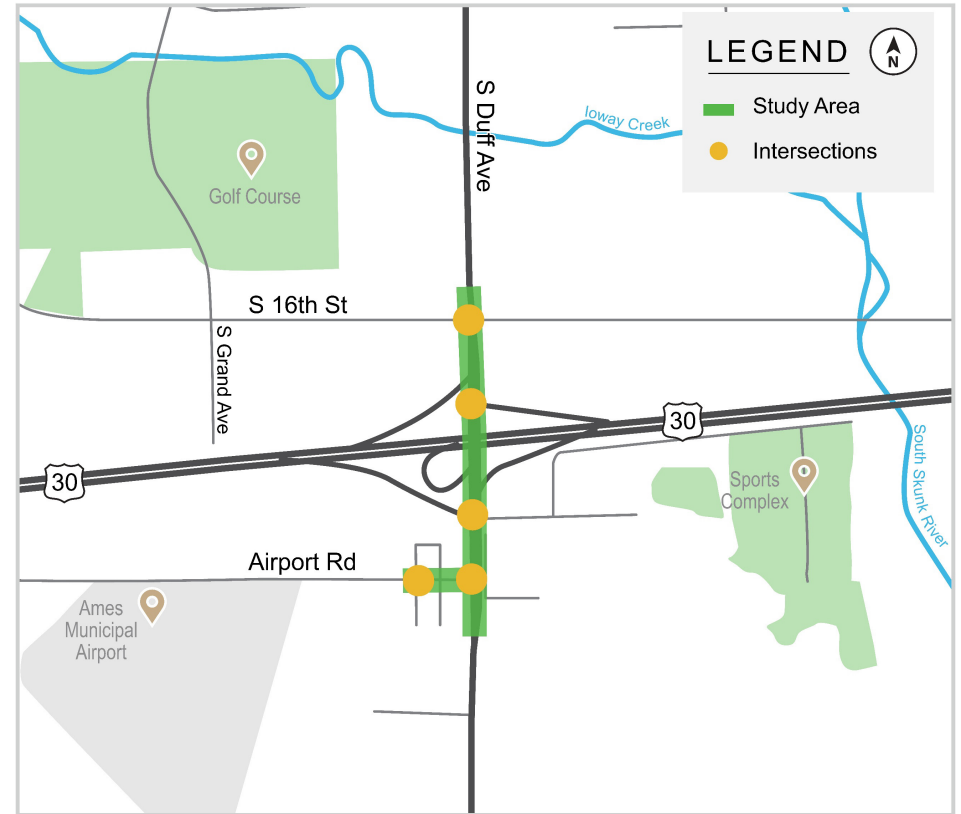 LEGEND
N
Study Area
Intersections
S Duff Ave
Ioway Creek
Golf Course
S 16th St
S Grand Ave
30
30
Sports
Complex
South Skunk River
Airport Rd
Ames
Municipal
Airport